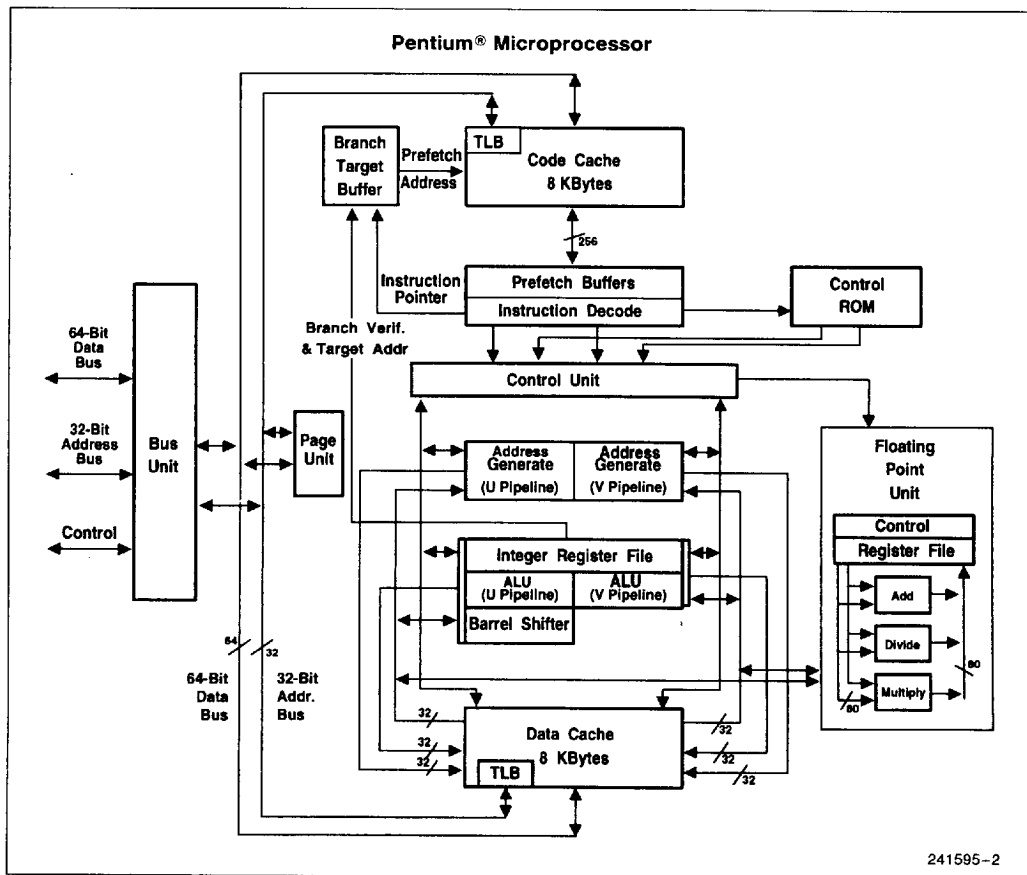 Pentium® Microprocessor
TLB
Code Cache
8 KBytes
Branch
Target
Buffer
Prefetch
Address
256
Instruction
Pointer
Prefetch Buffers
Instruction Decode
Control
ROM
Branch Verif.
& Target Addr
Control Unit
64-Bit
Data
Bus
32-Bit
Address
Bus
Control
Bus
Unit
Page
Unit
Address
Generate
(U Pipeline)
Address
Generate
(V Pipeline)
Integer Register File
ALU
(U Pipeline)
ALU
(V Pipeline)
Barrel Shifter
Floating
Point
Unit
Control
Register File
Add
Divide
Multiply
80
80
64
32
64-Bit
Data
Bus
32-Bit
Addr.
Bus
32
32
32
Data Cache
8 KBytes
TLB
32
32
32
241595-2